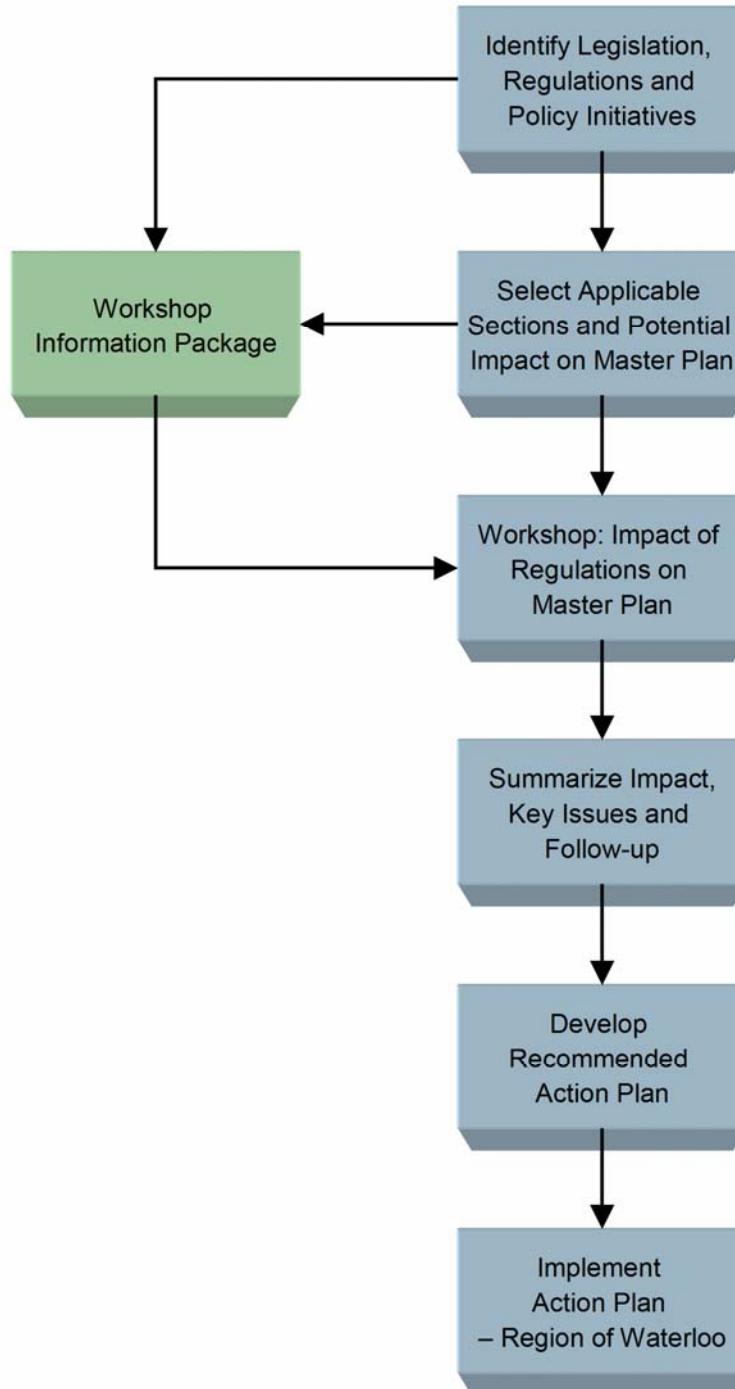 Identify Legislation,
Regulations and
Policy Initiatives
Workshop
Information Package
Select Applicable
Sections and Potential
Impact on Master Plan
Workshop: Impact of
Regulations on
Master Plan
Summarize Impact,
Key Issues and
Follow-up
Develop
Recommended
Action Plan
Implement
Action Plan
– Region of Waterloo